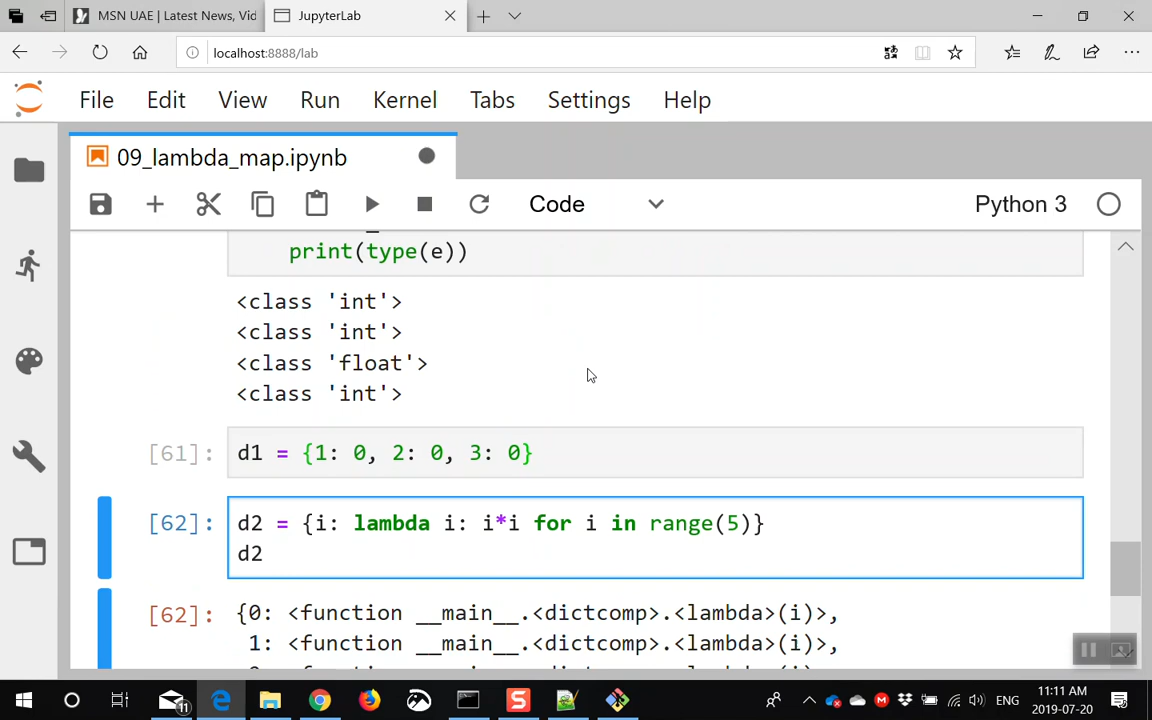 MSN UAE | Latest News, Vid
JupyterLab
localhost:8888/lab
File Edit View Run Kernel Tabs Settings Help
09_lambda_map.ipynb
Code
Python 3
print(type(e))
<class 'int'>
<class 'int'>
<class 'float'>
<class 'int'>
[61]: d1 = {1: 0, 2: 0, 3: 0}
[62]: d2 = {i: lambda i: i*i for i in range(5)}
d2
[62]: {0: <function __main__.<dictcomp>.<lambda>(i)>,
1: <function __main__.<dictcomp>.<lambda>(i)>,
11
ENG
11:11 AM
2019-07-20